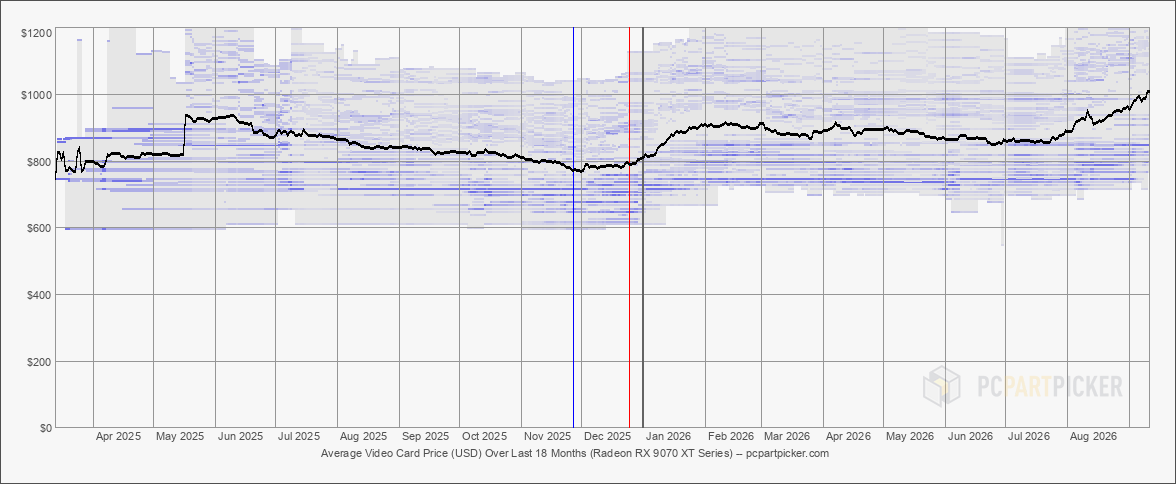 $1200
$1000
$800
$600
$400
$200
$0
PCPARTPICKER
Apr 2025 May 2025 Jun 2025 Jul 2025 Aug 2025 Sep 2025 Oct 2025 Nov 2025 Dec 2025 Jan 2026 Feb 2026 Mar 2026 Apr 2026 May 2026 Jun 2026 Jul 2026 Aug 2026
Average Video Card Price (USD) Over Last 18 Months (Radeon RX 9070 XT Series) -- pcpartpicker.com